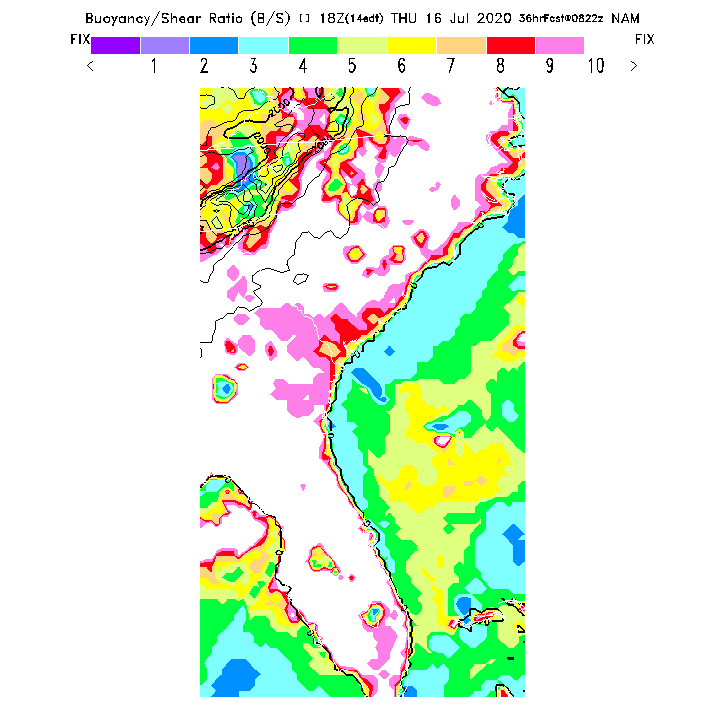 Buoyancy/Shear Ratio (B/S) [] 18Z(14edt) THU 16 Jul 2020 36hrFcst@0822z NAM
FIX FIX
< 1 2 3 4 5 6 7 8 9 10 >